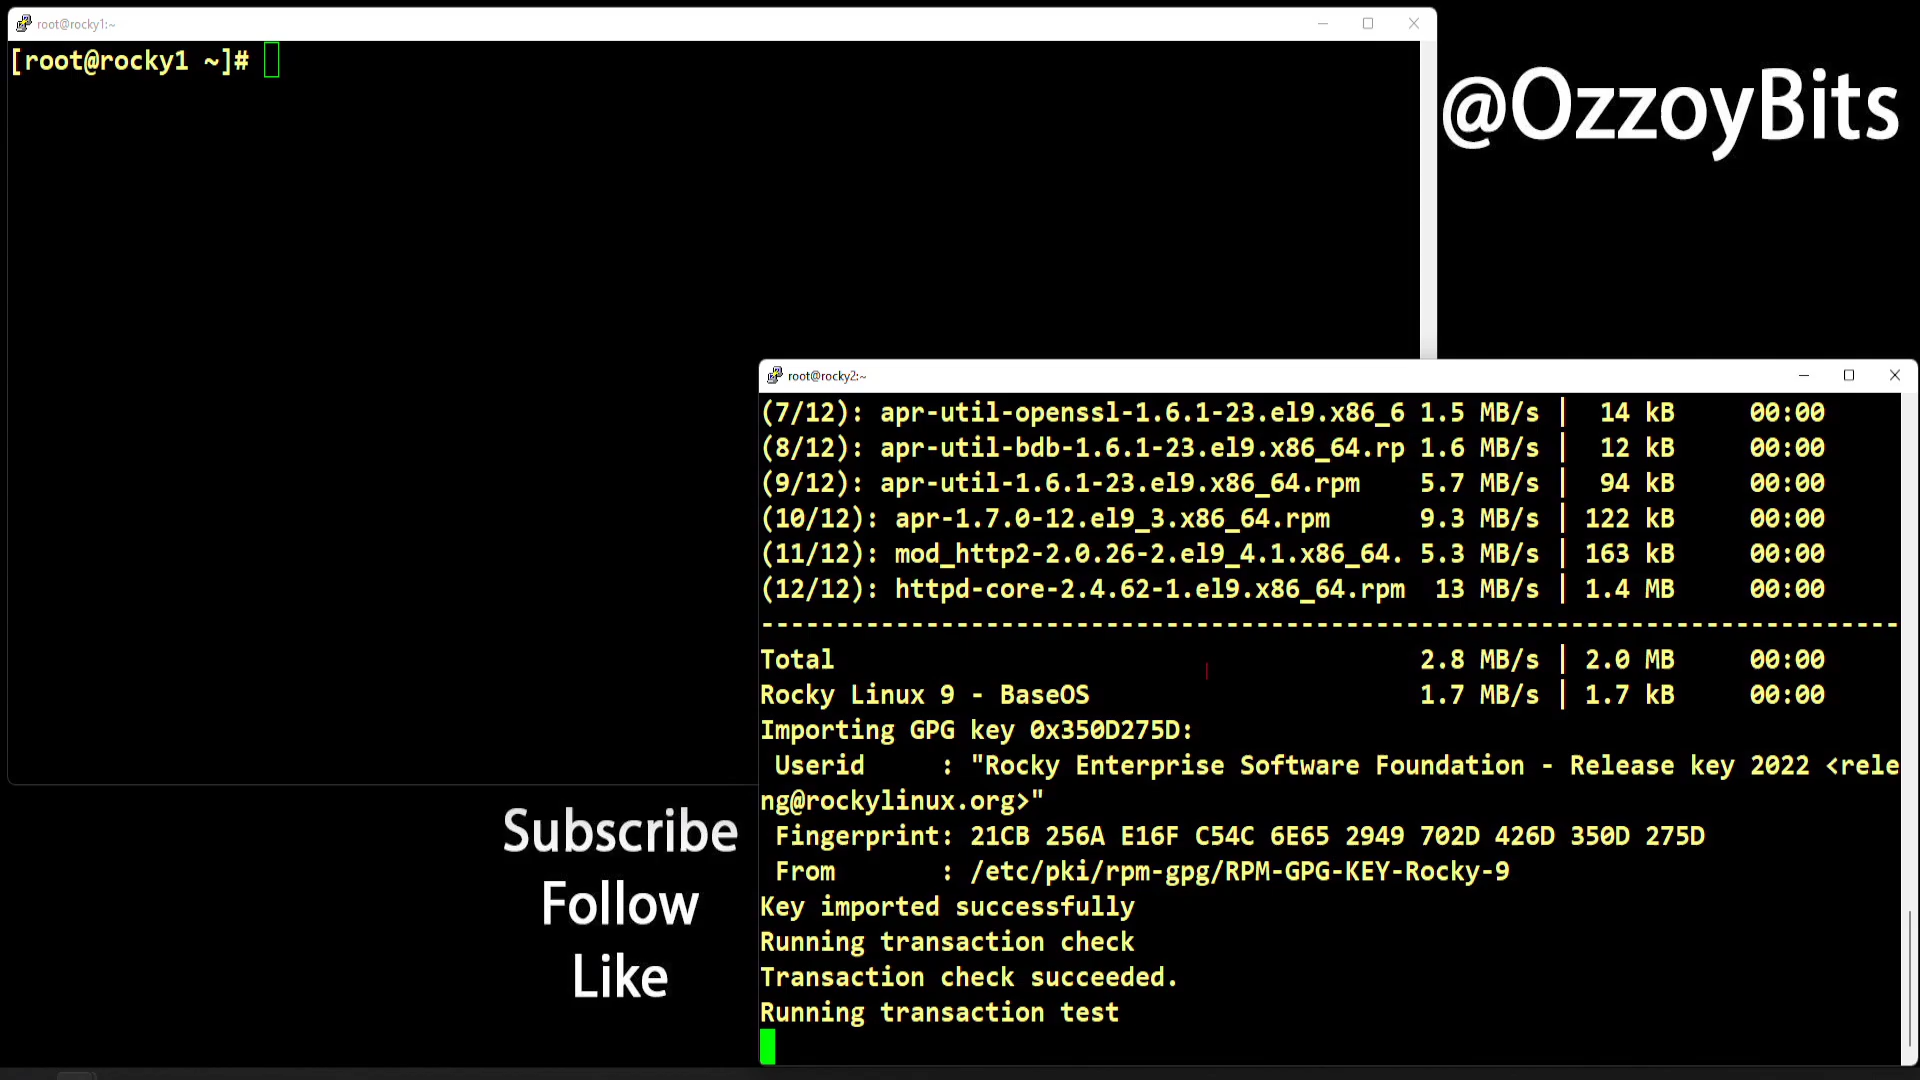 root@rocky1:~
[root@rocky1 ~]#
@OzzoyBits
root@rocky2:~
(7/12): apr-util-openssl-1.6.1-23.el9.x86_6 1.5 MB/s | 14 kB 00:00
(8/12): apr-util-bdb-1.6.1-23.el9.x86_64.rp 1.6 MB/s | 12 kB 00:00
(9/12): apr-util-1.6.1-23.el9.x86_64.rpm 5.7 MB/s | 94 kB 00:00
(10/12): apr-1.7.0-12.el9_3.x86_64.rpm 9.3 MB/s | 122 kB 00:00
(11/12): mod_http2-2.0.26-2.el9_4.1.x86_64. 5.3 MB/s | 163 kB 00:00
(12/12): httpd-core-2.4.62-1.el9.x86_64.rpm 13 MB/s | 1.4 MB 00:00
----------------------------------------------------------------------------
Total 2.8 MB/s | 2.0 MB 00:00
Rocky Linux 9 - BaseOS 1.7 MB/s | 1.7 kB 00:00
Importing GPG key 0x350D275D:
Userid : "Rocky Enterprise Software Foundation - Release key 2022 <rele
ng@rockylinux.org>"
Fingerprint: 21CB 256A E16F C54C 6E65 2949 702D 426D 350D 275D
From : /etc/pki/rpm-gpg/RPM-GPG-KEY-Rocky-9
Key imported successfully
Running transaction check
Transaction check succeeded.
Running transaction test
Subscribe
Follow
Like